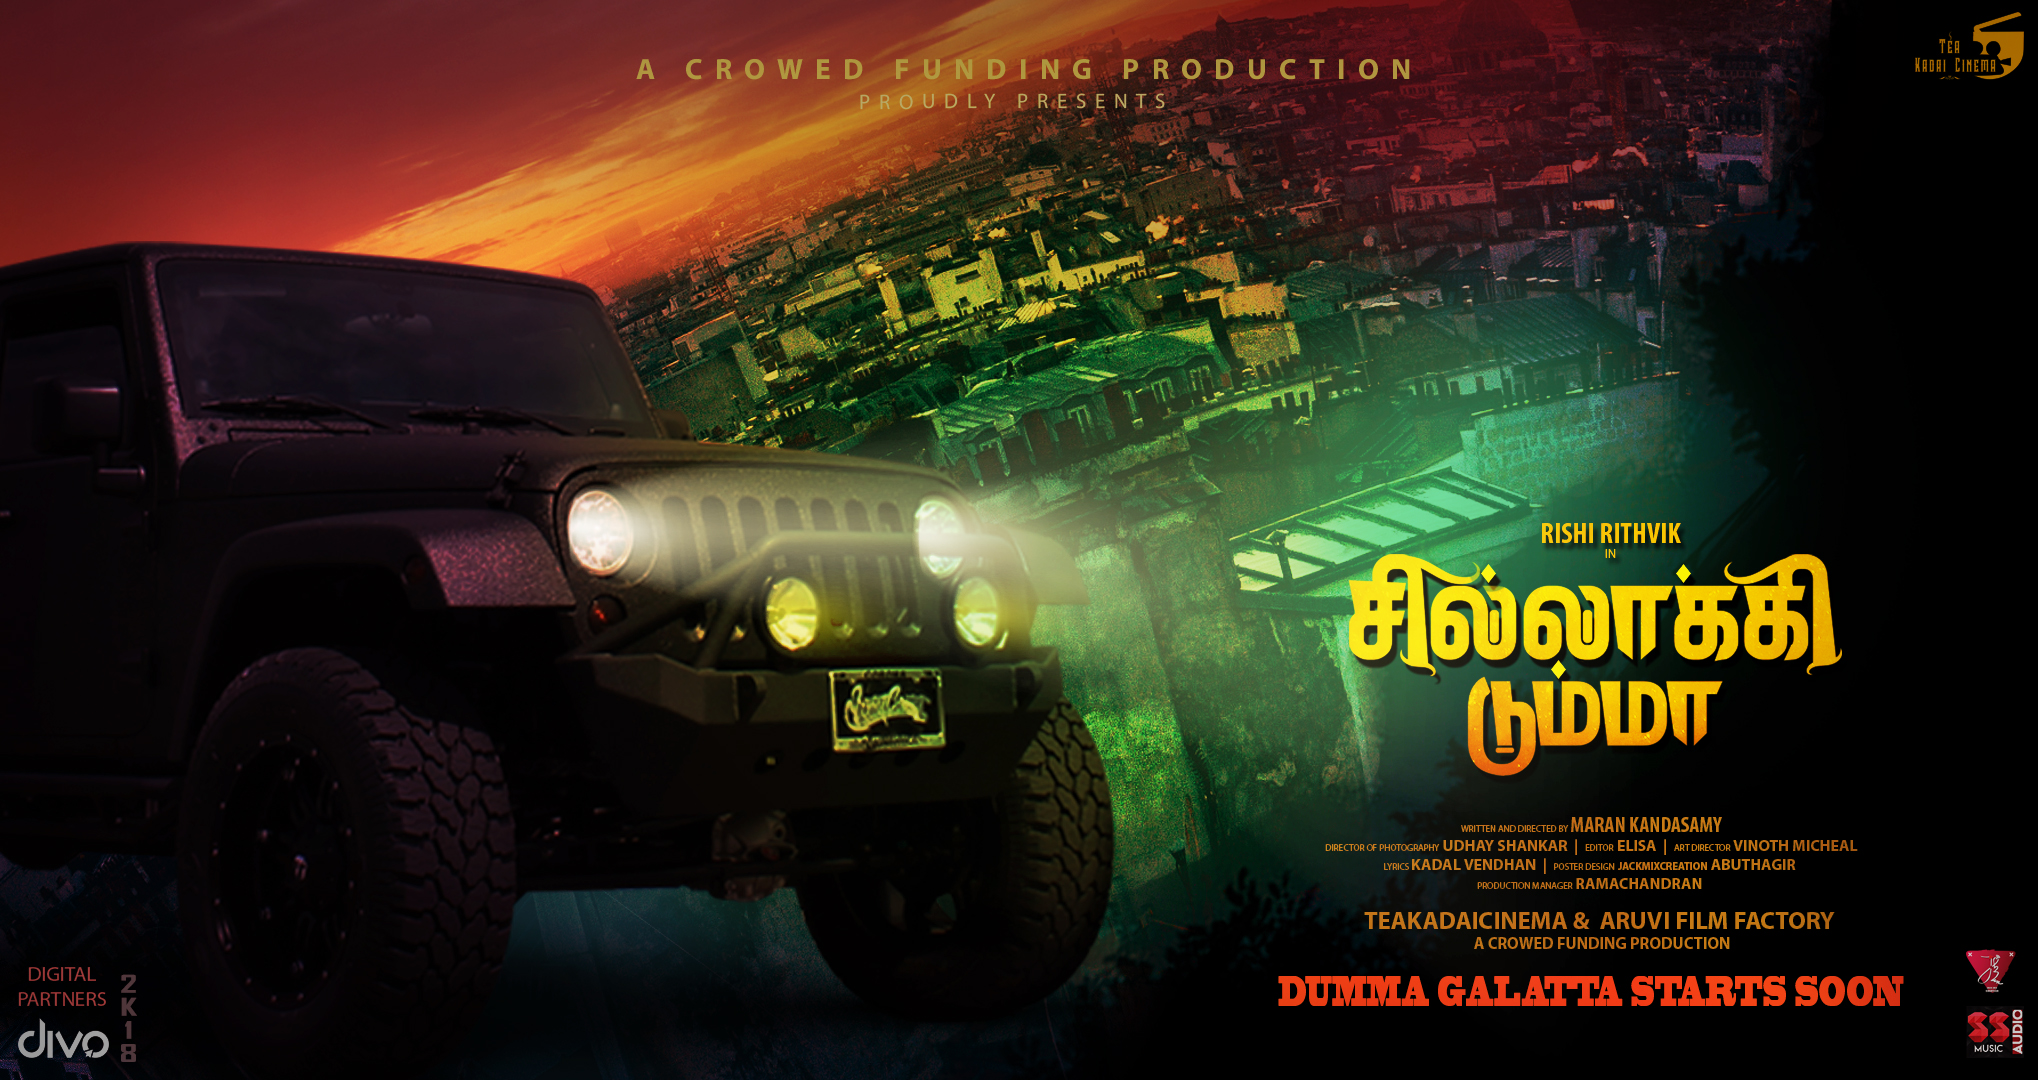 A CROWED FUNDING PRODUCTION
PROUDLY PRESENTS
TEA
KADAI CINEMA
RISHI RITHVIK
IN
சில்லாக்கி
டும்மா
WRITTEN AND DIRECTED BY MARAN KANDASAMY
DIRECTOR OF PHOTOGRAPHY UDHAY SHANKAR | EDITOR ELISA | ART DIRECTOR VINOTH MICHEAL
LYRICS KADAL VENDHAN | POSTER DESIGN JACKMIXCREATION ABUTHAGIR
PRODUCTION MANAGER RAMACHANDRAN
TEAKADAICINEMA & ARUVI FILM FACTORY
A CROWED FUNDING PRODUCTION
DUMMA GALATTA STARTS SOON
DIGITAL
PARTNERS
divo
2K18
SS
MUSIC
AUDIO